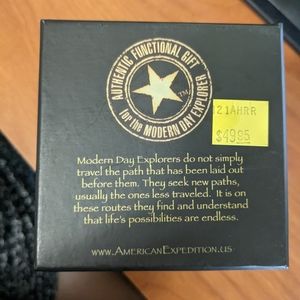 AUTHENTIC FUNCTIONAL GIFT
for the MODERN DAY EXPLORER
TM
21AHRR
$49.95
Modern Day Explorers do not simply
travel the path that has been laid out
before them. They seek new paths,
usually the ones less traveled. It is on
these routes they find and understand
that life's possibilities are endless.
www.AmericanExpedition.us